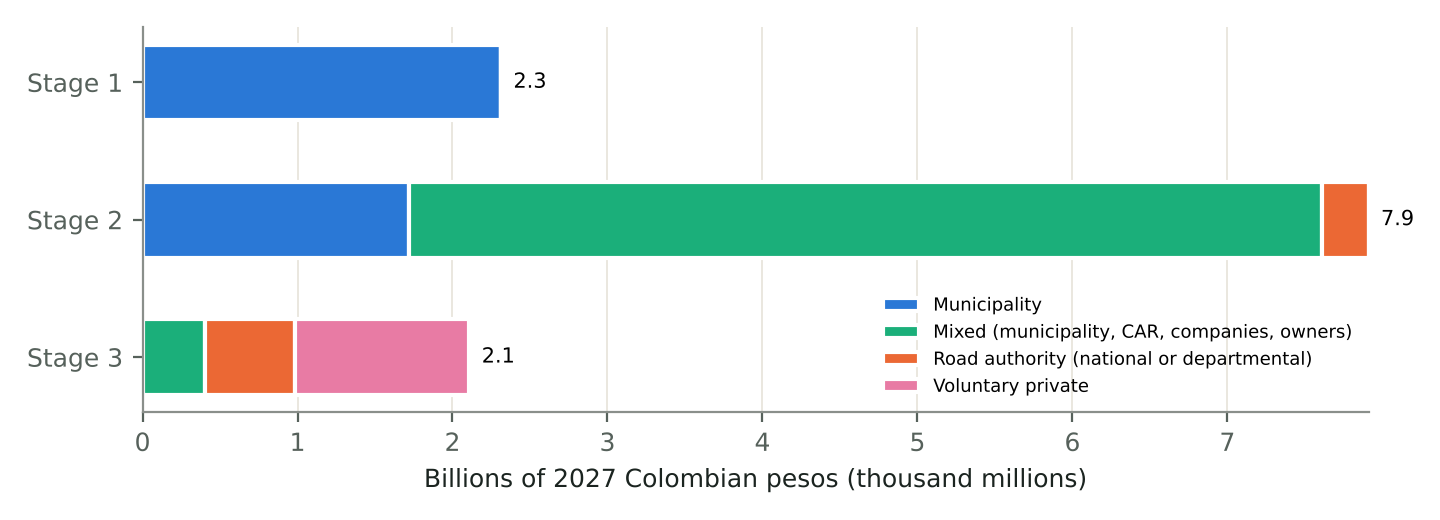 Stage 1
2.3
Stage 2
7.9
Stage 3
2.1
Municipality
Mixed (municipality, CAR, companies, owners)
Road authority (national or departmental)
Voluntary private
0 1 2 3 4 5 6 7
Billions of 2027 Colombian pesos (thousand millions)